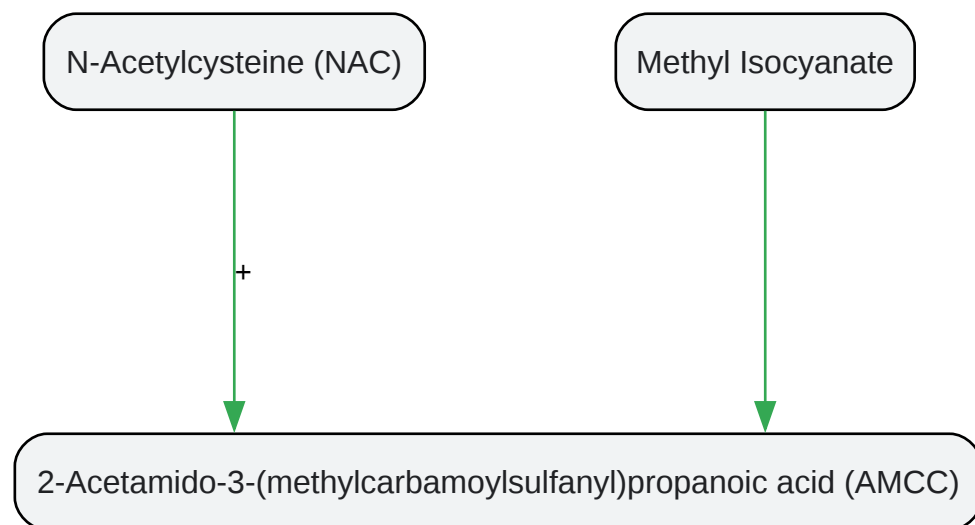 N-Acetylcysteine (NAC)
Methyl Isocyanate
+
2-Acetamido-3-(methylcarbamoylsulfanyl)propanoic acid (AMCC)